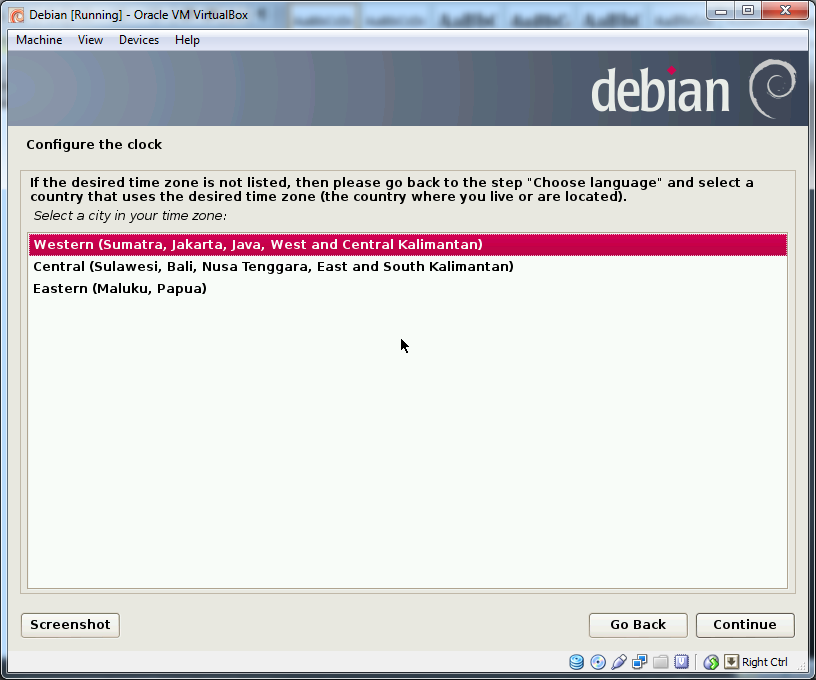 Debian [Running] - Oracle VM VirtualBox
Machine View Devices Help
debian
Configure the clock
If the desired time zone is not listed, then please go back to the step "Choose language" and select a
country that uses the desired time zone (the country where you live or are located).
Select a city in your time zone:
Western (Sumatra, Jakarta, Java, West and Central Kalimantan)
Central (Sulawesi, Bali, Nusa Tenggara, East and South Kalimantan)
Eastern (Maluku, Papua)
Screenshot Go Back Continue
Right Ctrl